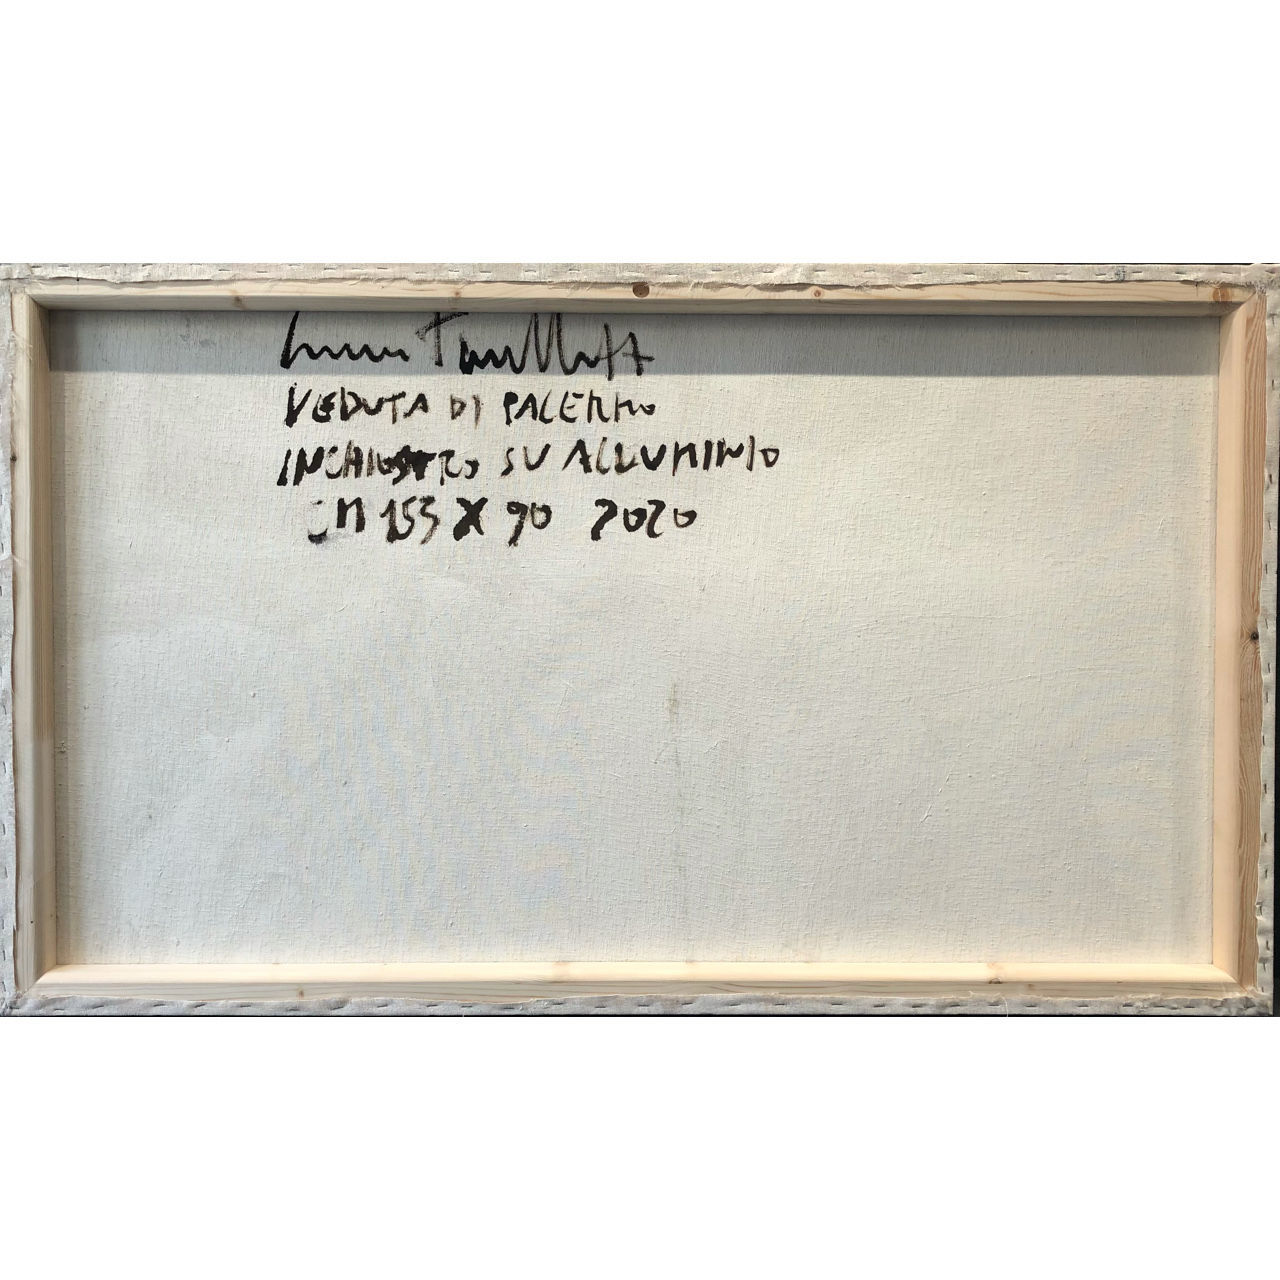 VEDUTA DI PALERMO
INCHIOSTRO SU ALLUMINIO
CM 153 X 90 2020